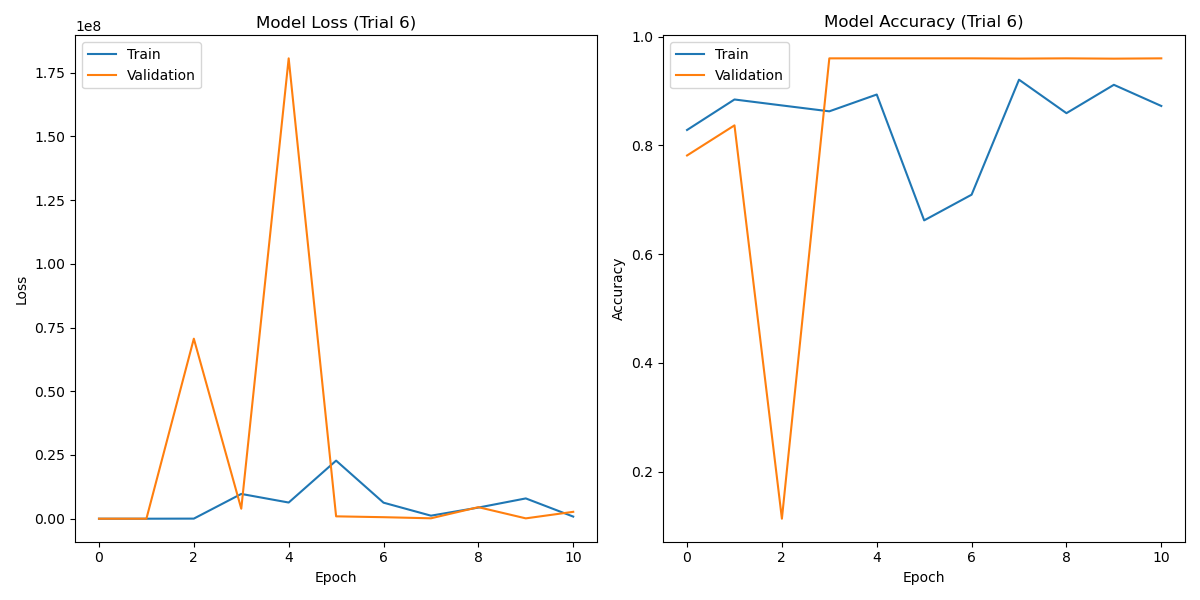 Model Loss (Trial 6)
1e8
Train
Validation
1.75
1.50
1.25
1.00
0.75
0.50
0.25
0.00
Loss
0 2 4 6 8 10
Epoch
Model Accuracy (Trial 6)
Train
Validation
1.0
0.8
0.6
0.4
0.2
Accuracy
0 2 4 6 8 10
Epoch